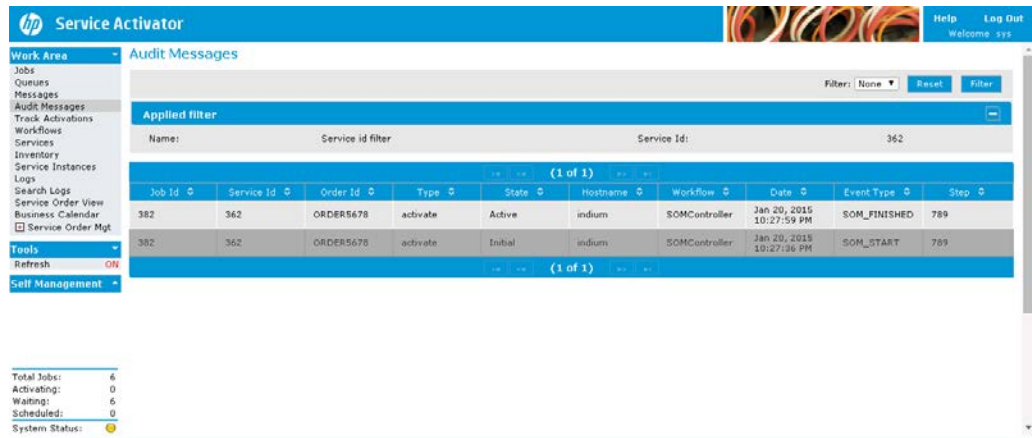 hp Service Activator
Help Log Out
Welcome sys
Work Area
Jobs
Queues
Messages
Audit Messages
Track Activations
Workflows
Services
Inventory
Service Instances
Logs
Search Logs
Service Order View
Business Calendar
Service Order Mgt
Tools
Refresh ON
Self Management
Total Jobs: 6
Activating: 0
Waiting: 6
Scheduled: 0
System Status:
Audit Messages
Filter: None Reset Filter
Applied filter
Name: Service id filter Service Id: 362
(1 of 1)
Job Id Service Id Order Id Type State Hostname Workflow Date Event Type Step
382 362 ORDER5678 activate Active indium SOMController Jan 20, 2015 10:27:59 PM SOM_FINISHED 789
382 362 ORDER5678 activate Initial indium SOMController Jan 20, 2015 10:27:36 PM SOM_START 789
(1 of 1)